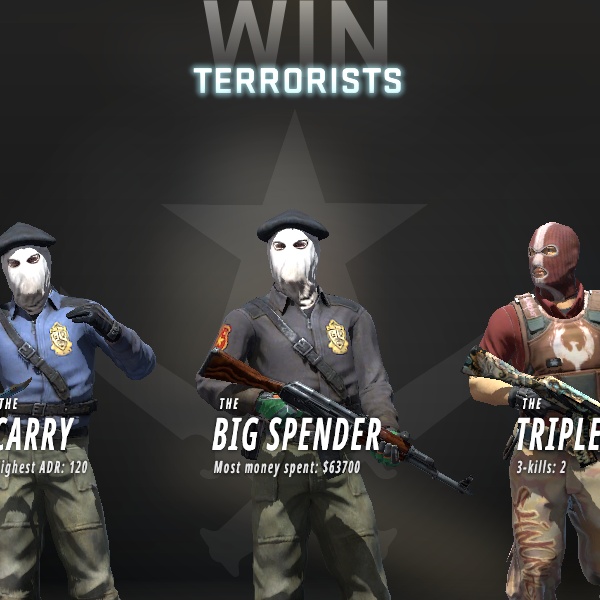 WIN
TERRORISTS
THE
CARRY
ighest ADR: 120
THE
BIG SPENDER
Most money spent: $63700
THE
TRIPLE
3-kills: 2